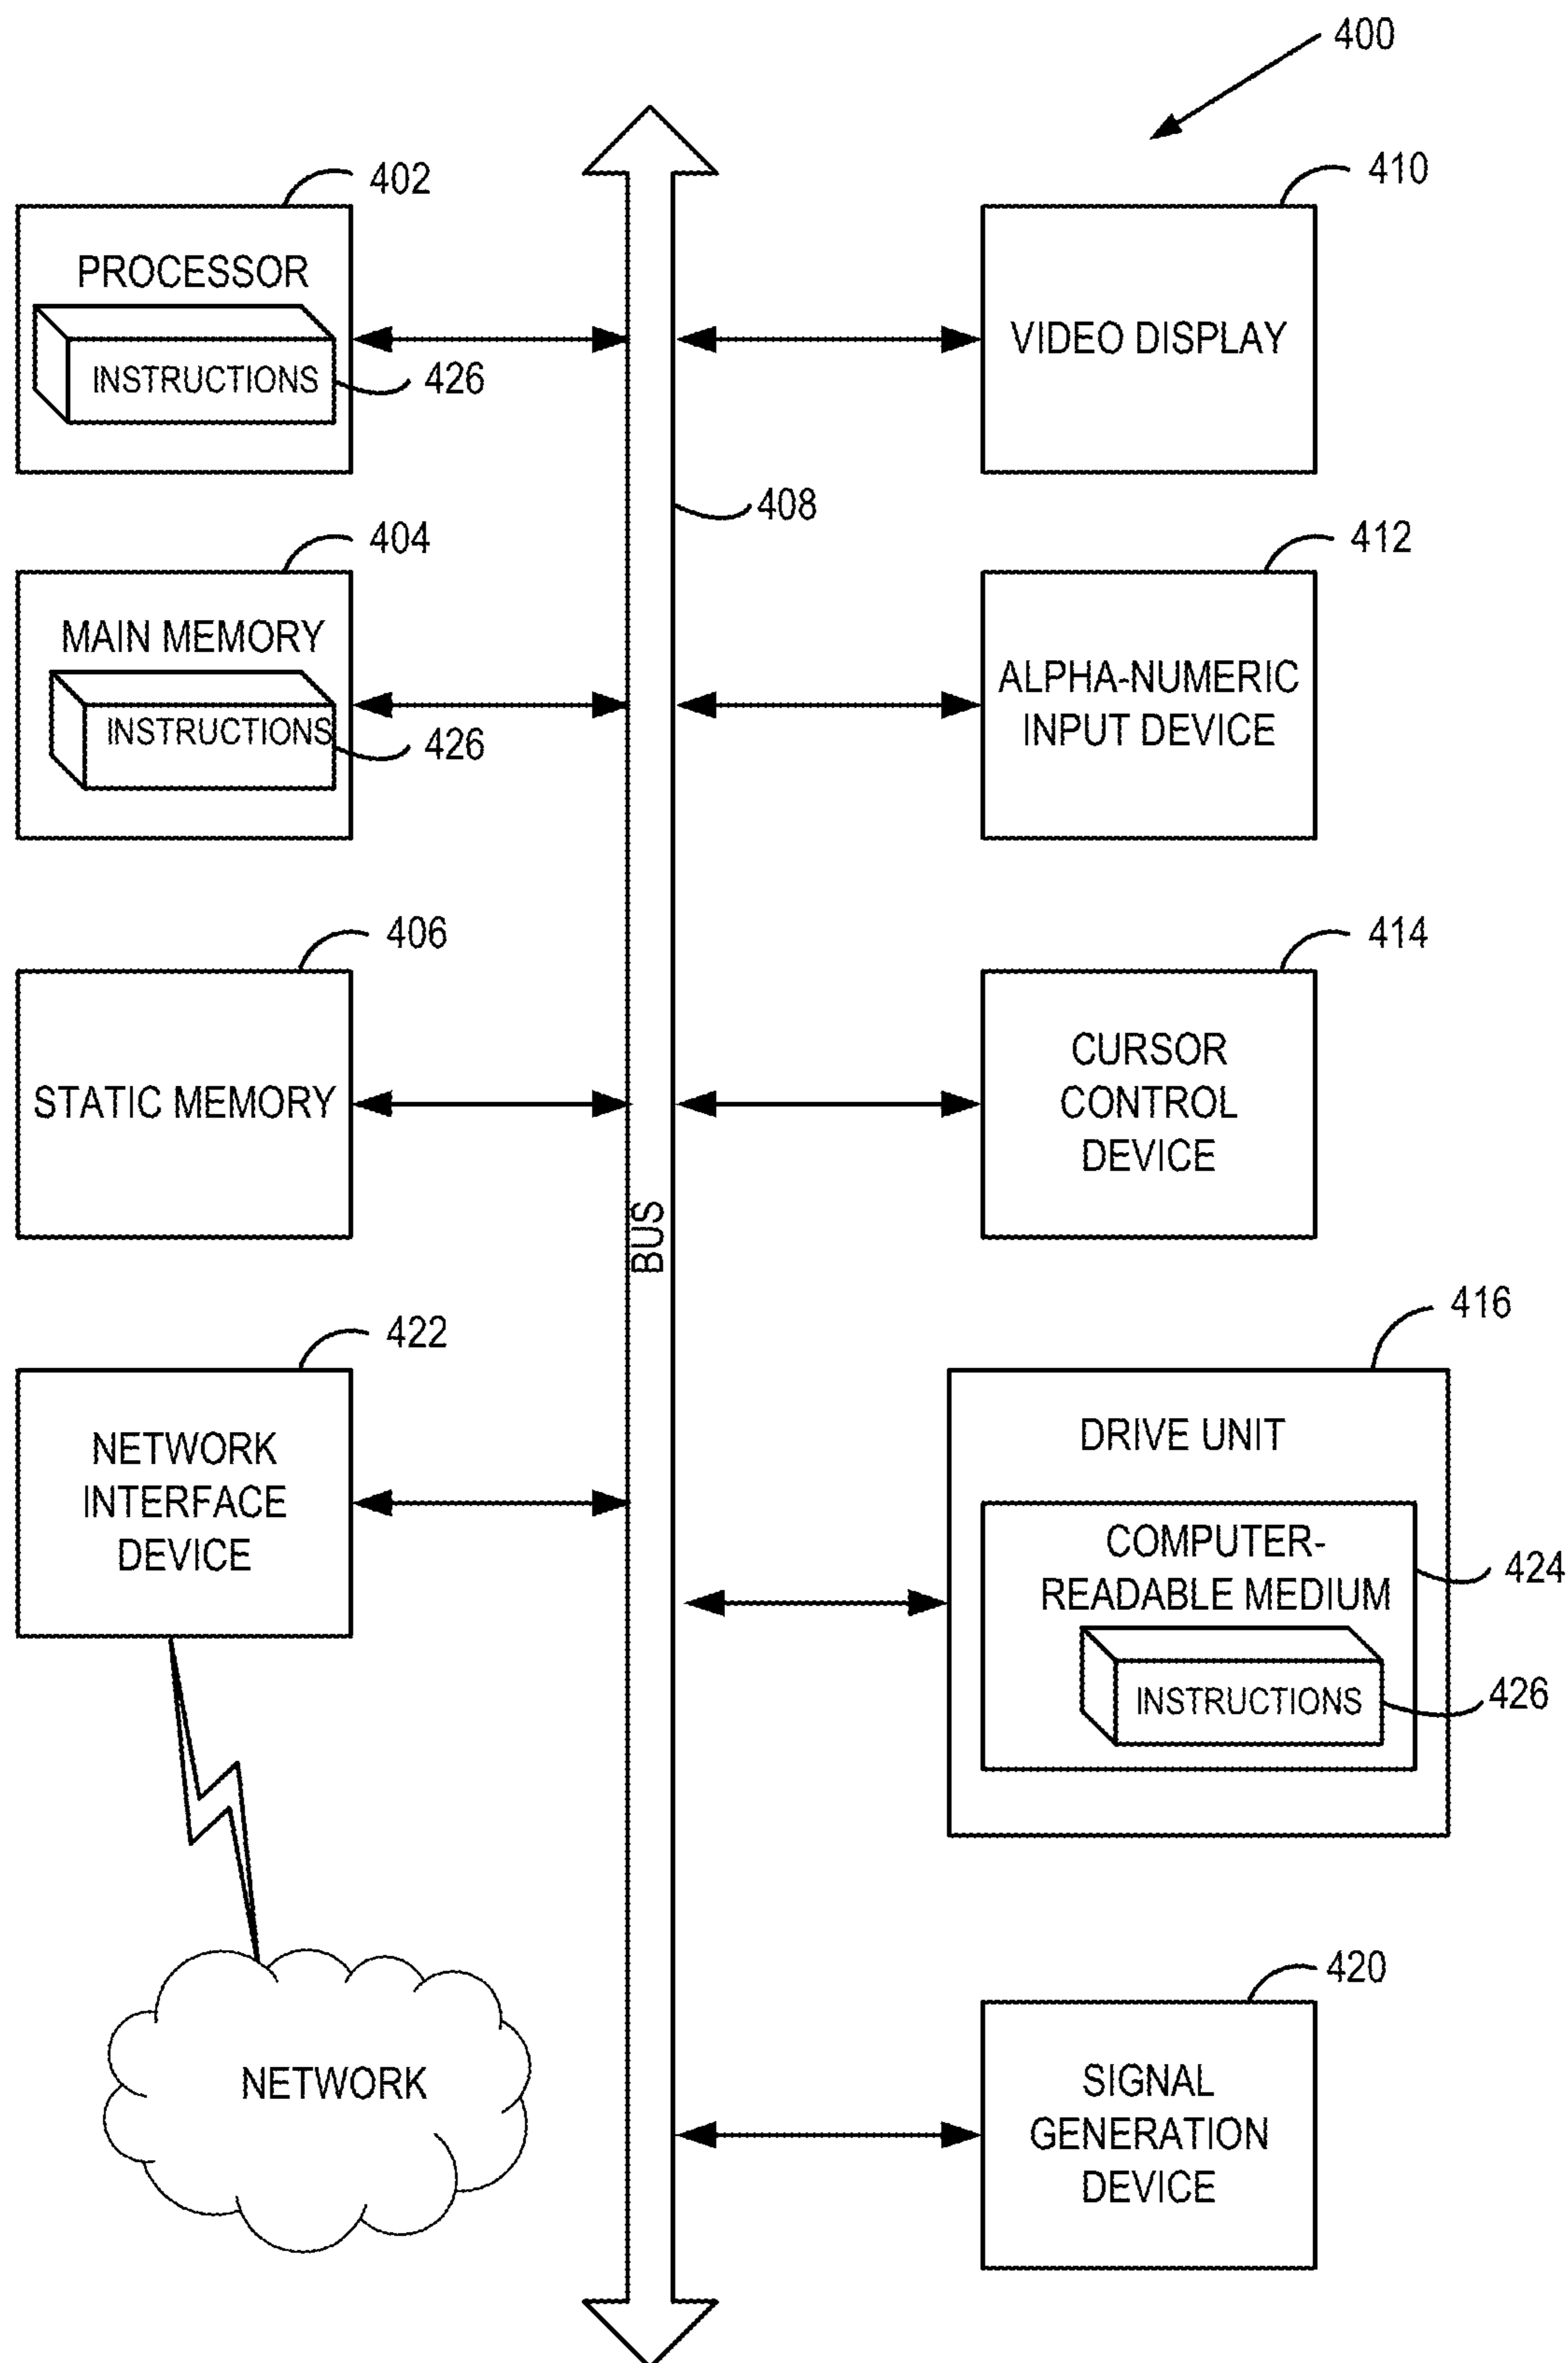 400
402
PROCESSOR
INSTRUCTIONS
426
404
MAIN MEMORY
INSTRUCTIONS
426
406
STATIC MEMORY
422
NETWORK
INTERFACE
DEVICE
NETWORK
408
BUS
410
VIDEO DISPLAY
412
ALPHA-NUMERIC
INPUT DEVICE
414
CURSOR
CONTROL
DEVICE
416
DRIVE UNIT
COMPUTER-
READABLE MEDIUM
424
INSTRUCTIONS
426
420
SIGNAL
GENERATION
DEVICE